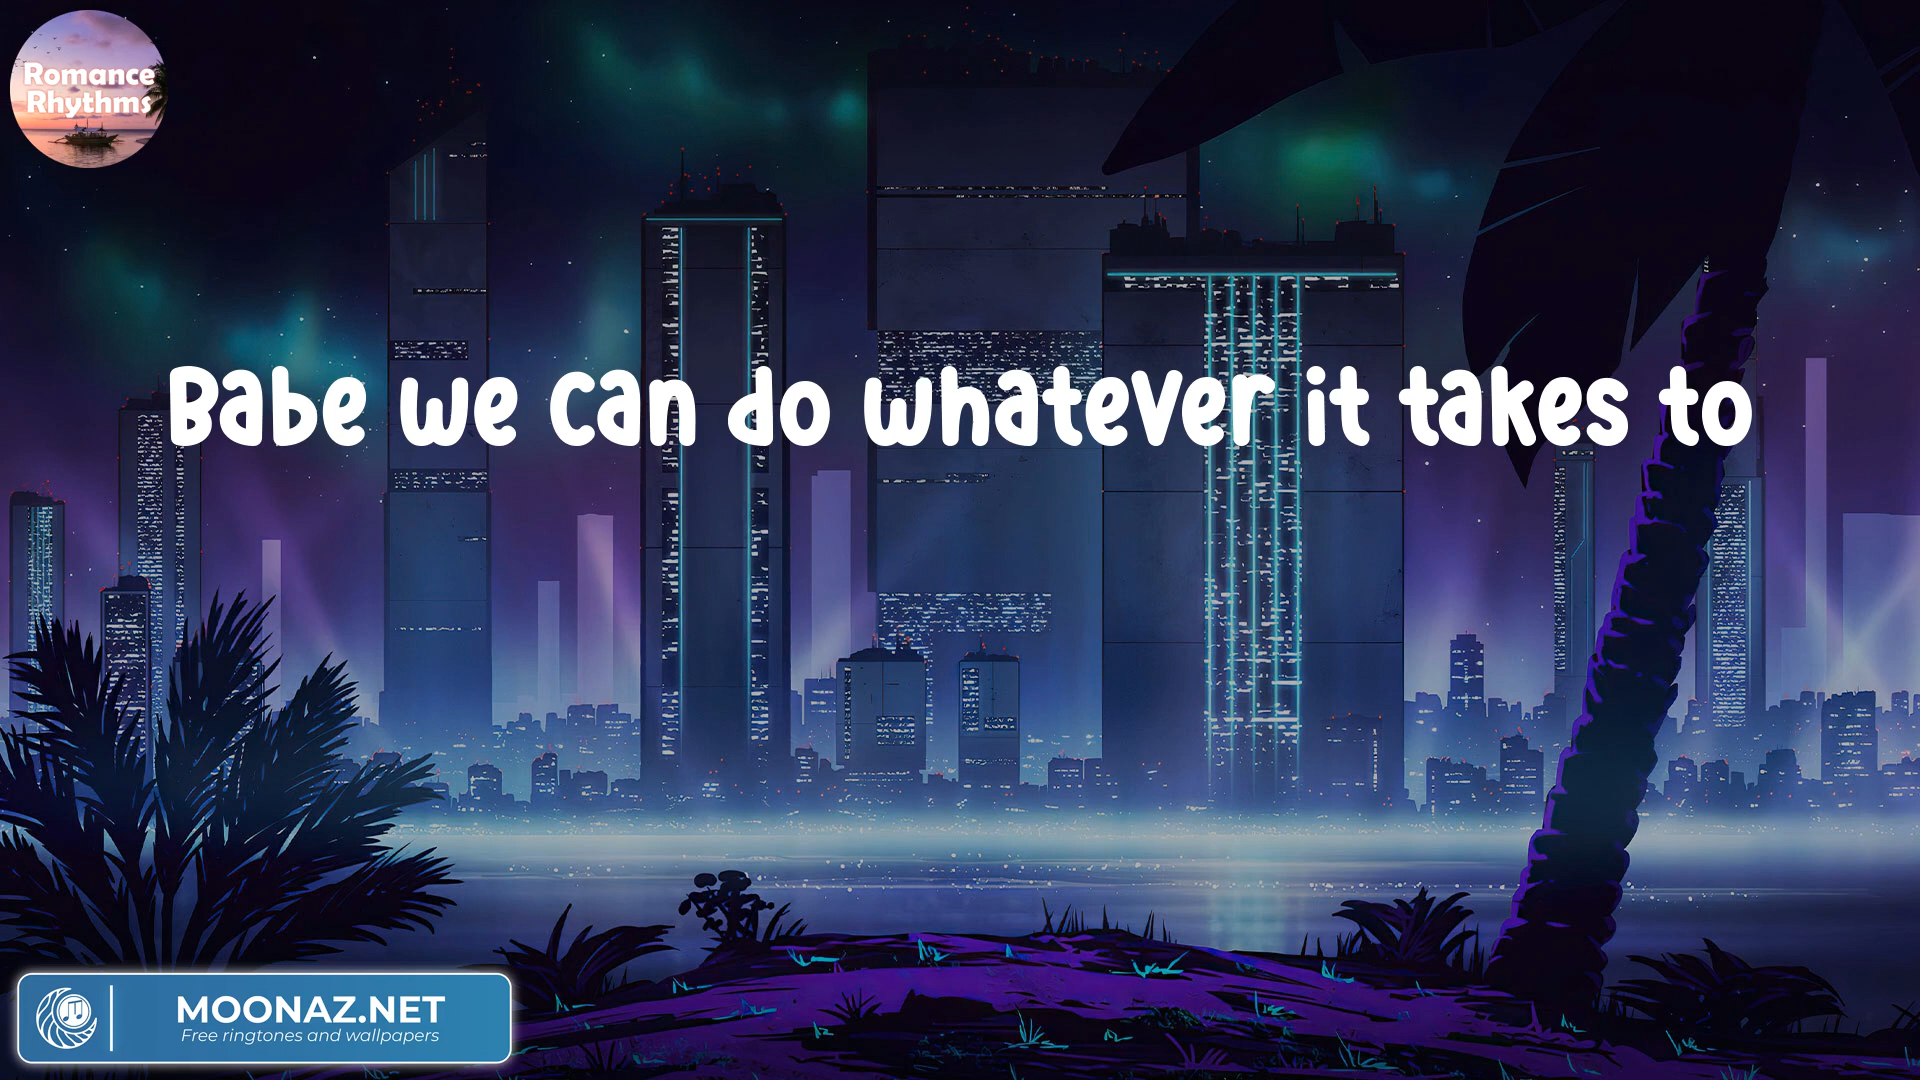 Romance
Rhythms
Babe we can do whatever it takes to
MOONAZ.NET
Free ringtones and wallpapers